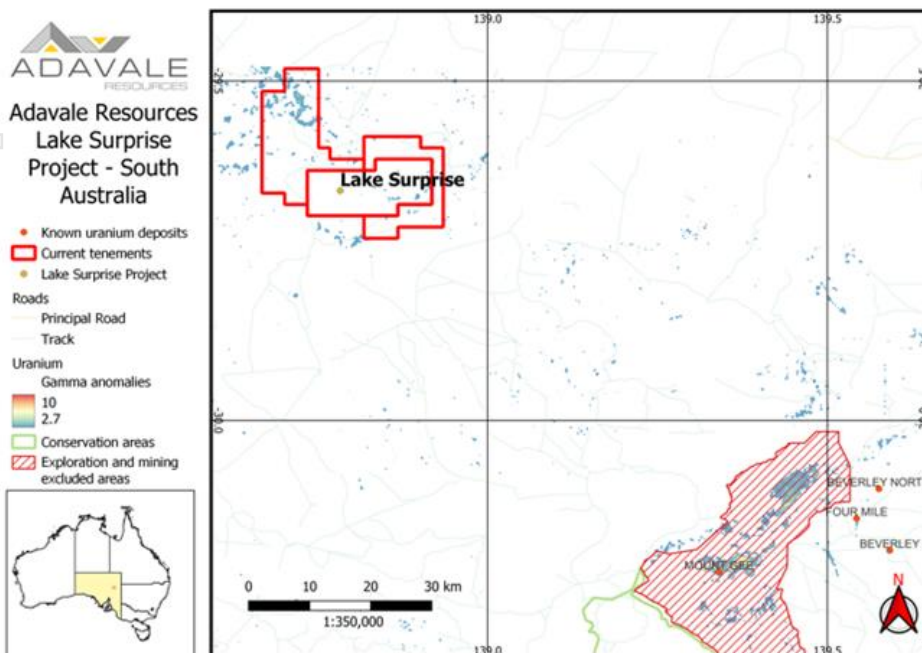 ADAVALE
RESOURCES
Adavale Resources
Lake Surprise
Project - South
Australia
Known uranium deposits
Current tenements
Lake Surprise Project
Roads
Principal Road
Track
Uranium
Gamma anomalies
10
2.7
Conservation areas
Exploration and mining
excluded areas
139.0
139.5
Lake Surprise
-30.0
BEVERLEY NORT
FOUR MILE
BEVERLEY
MOUNT GEE
0 10 20 30 km
1:350,000
N
139.0
139.5